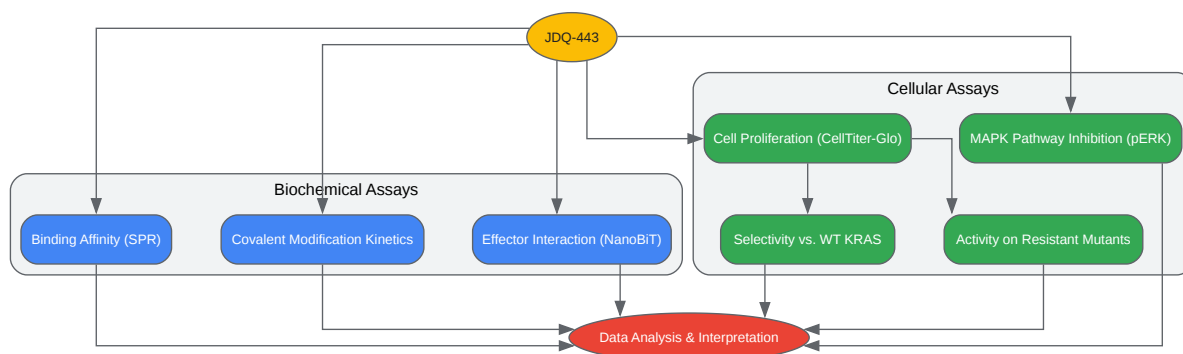 JDQ-443
Cellular Assays
Cell Proliferation (CellTiter-Glo)
MAPK Pathway Inhibition (pERK)
Biochemical Assays
Binding Affinity (SPR)
Covalent Modification Kinetics
Effector Interaction (NanoBiT)
Selectivity vs. WT KRAS
Activity on Resistant Mutants
Data Analysis & Interpretation